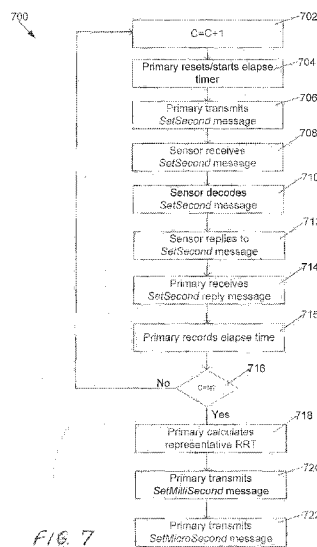 700
702
C=C+1
704
Primary resets/starts elapse
timer
706
Primary transmits
SetSecond message
708
Sensor receives
SetSecond message
710
Sensor decodes
SetSecond message
712
Sensor replies to
SetSecond message
714
Primary receives
SetSecond reply message
715
Primary records elapse time
716
No
Yes
718
Primary calculates
representative RRT
720
Primary transmits
SetMilliSecond message
722
Primary transmits
SetMicroSecond message
FIG. 7